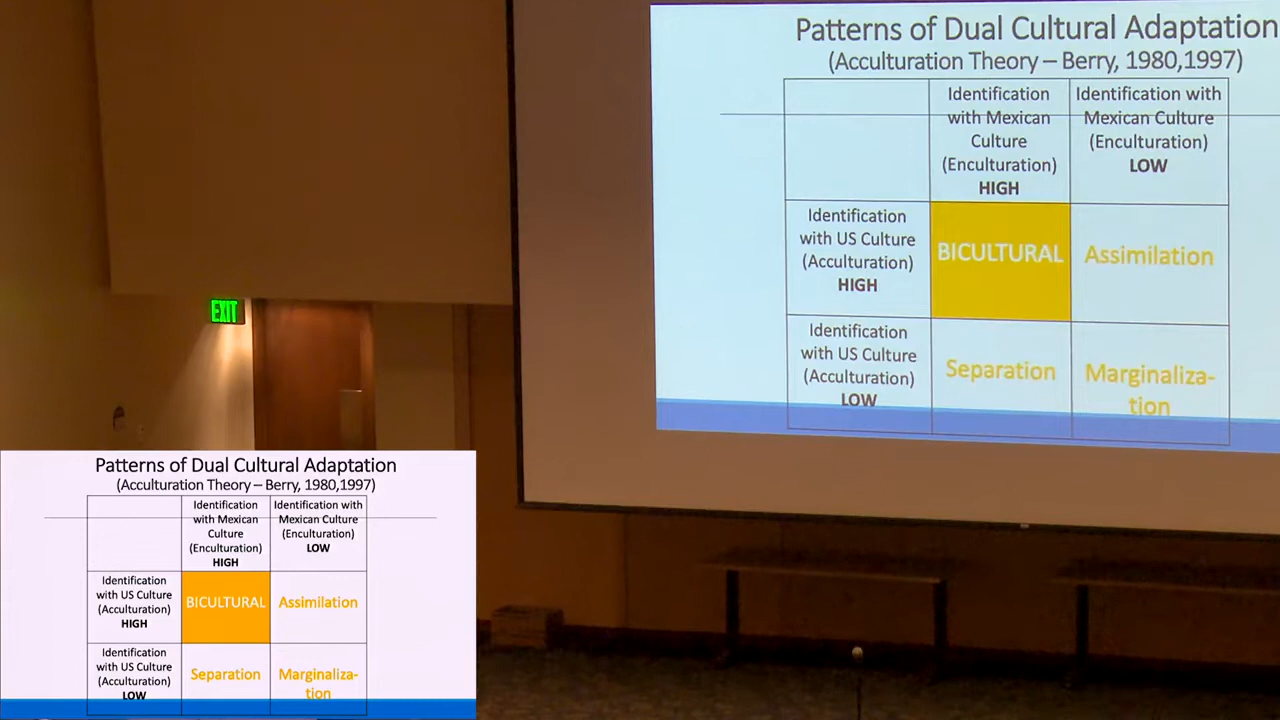 Patterns of Dual Cultural Adaptation
(Acculturation Theory – Berry, 1980,1997)
Identification
with Mexican
Culture
(Enculturation)
HIGH
Identification with
Mexican Culture
(Enculturation)
LOW
Identification
with US Culture
(Acculturation)
HIGH
BICULTURAL
Assimilation
Identification
with US Culture
(Acculturation)
LOW
Separation
Marginaliza-
tion
EXIT
Patterns of Dual Cultural Adaptation
(Acculturation Theory – Berry, 1980,1997)
Identification
with Mexican
Culture
(Enculturation)
HIGH
Identification with
Mexican Culture
(Enculturation)
LOW
Identification
with US Culture
(Acculturation)
HIGH
BICULTURAL
Assimilation
Identification
with US Culture
(Acculturation)
LOW
Separation
Marginaliza-
tion